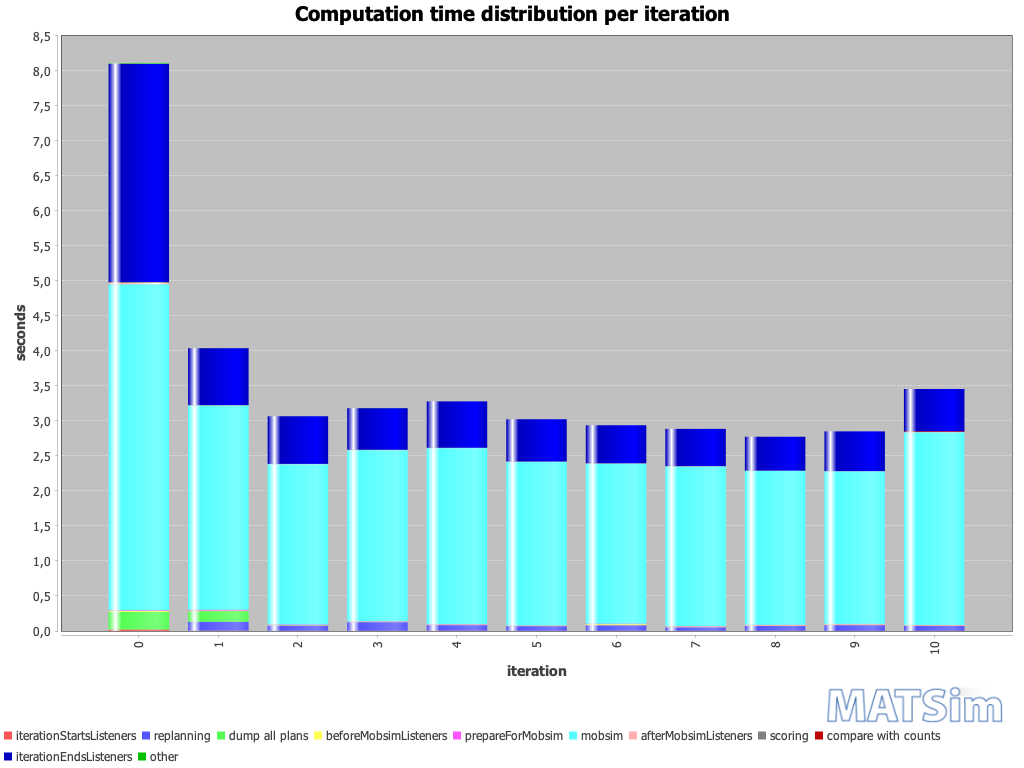 Computation time distribution per iteration
8,5
8,0
7,5
7,0
6,5
6,0
5,5
5,0
4,5
4,0
3,5
3,0
2,5
2,0
1,5
1,0
0,5
0,0
seconds
0 1 2 3 4 5 6 7 8 9 10
iteration
MATSim
iterationStartsListeners replanning dump all plans beforeMobsimListeners prepareForMobsim mobsim afterMobsimListeners scoring compare with counts
iterationEndsListeners other